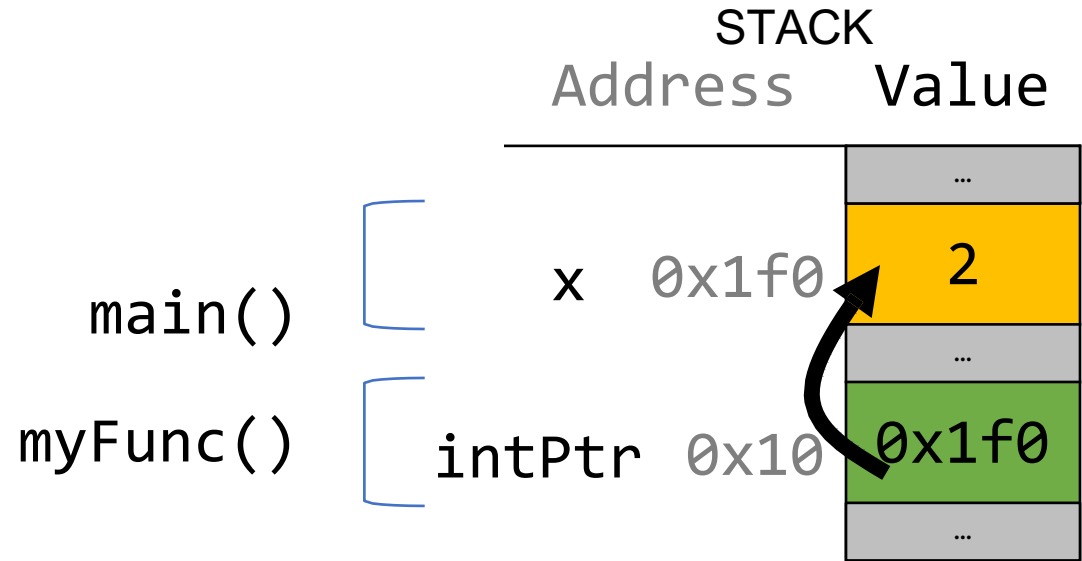 STACK
Address Value
…
x 0x1f0 2
main()
…
myFunc() intPtr 0x10 0x1f0
…